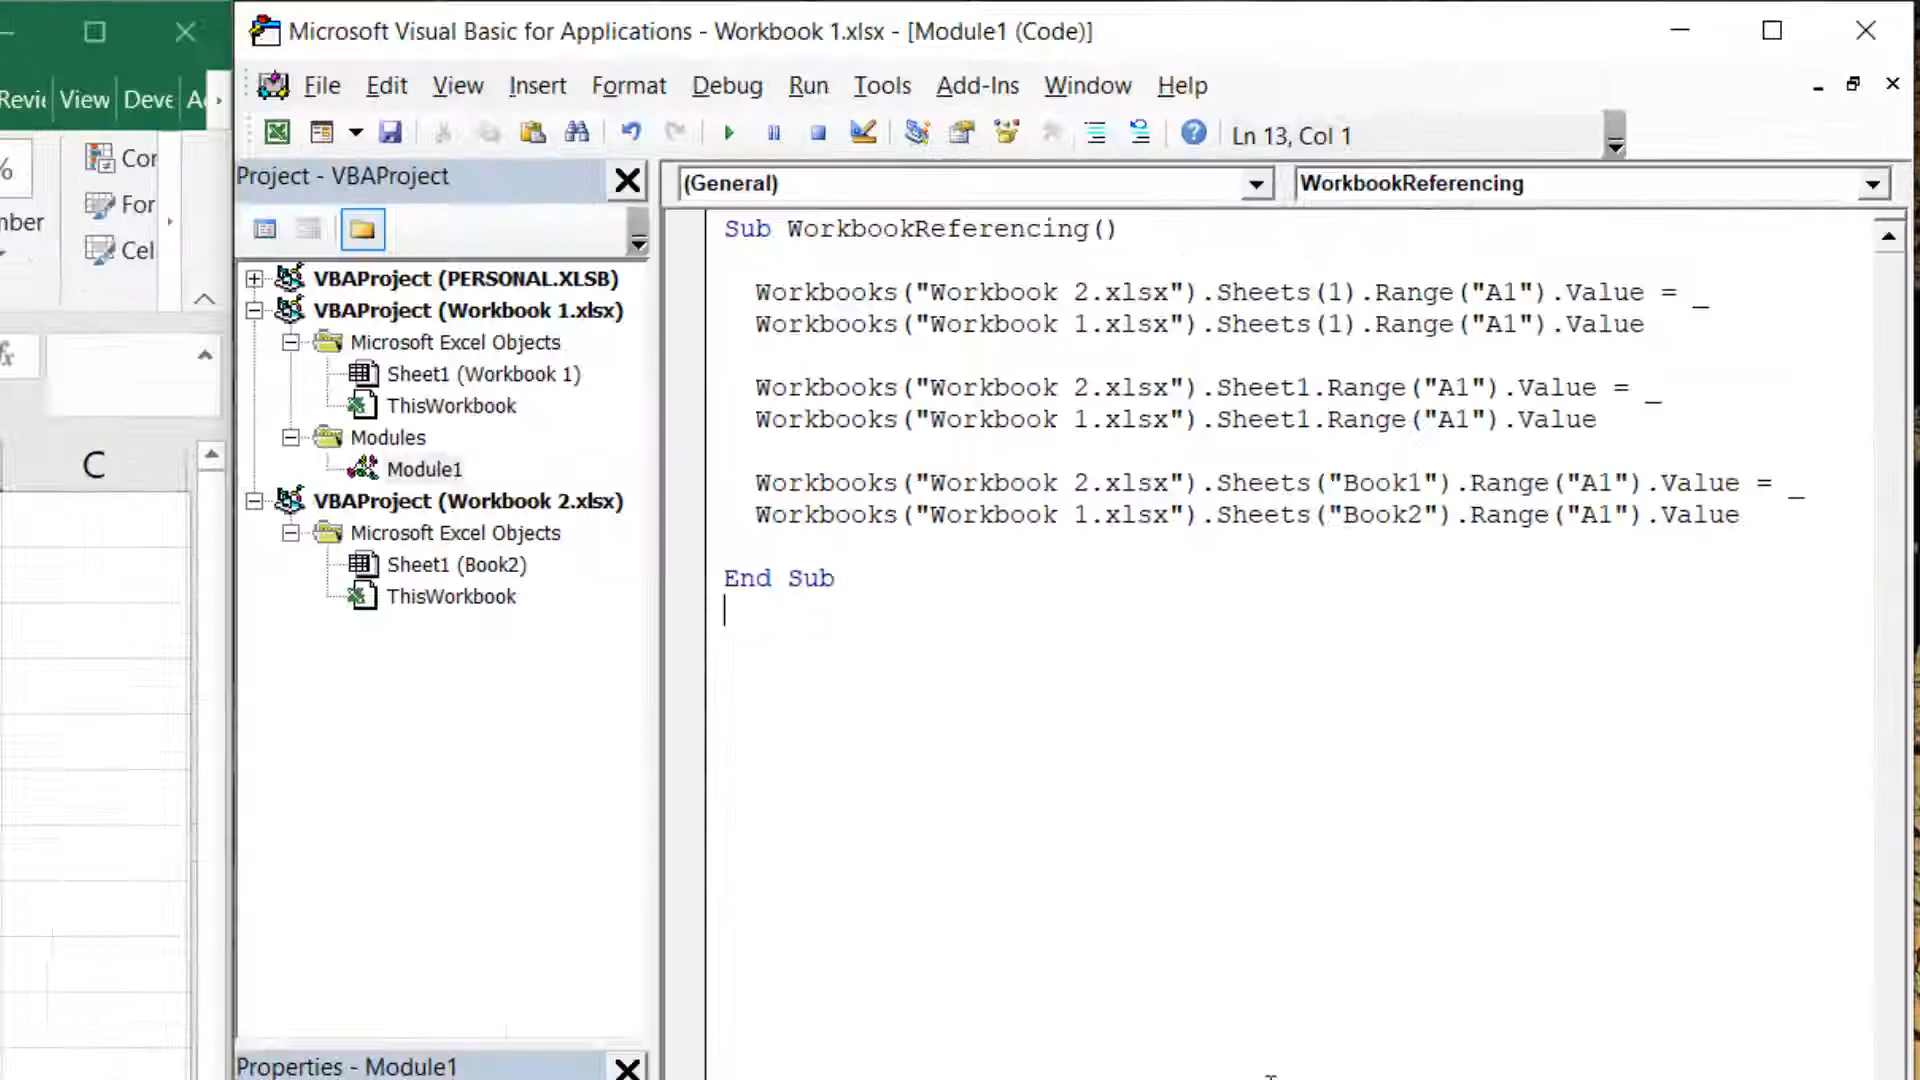 Microsoft Visual Basic for Applications - Workbook 1.xlsx - [Module1 (Code)]
View
File Edit View Insert Format Debug Run Tools Add-Ins Window Help
Ln 13, Col 1
%
Project - VBAProject
(General)
WorkbookReferencing
VBAProject (PERSONAL.XLSB)
VBAProject (Workbook 1.xlsx)
Microsoft Excel Objects
Sheet1 (Workbook 1)
ThisWorkbook
Modules
Module1
VBAProject (Workbook 2.xlsx)
Microsoft Excel Objects
Sheet1 (Book2)
ThisWorkbook
fx
C
Sub WorkbookReferencing()
Workbooks("Workbook 2.xlsx").Sheets(1).Range("A1").Value = _
Workbooks("Workbook 1.xlsx").Sheets(1).Range("A1").Value
Workbooks("Workbook 2.xlsx").Sheet1.Range("A1").Value = _
Workbooks("Workbook 1.xlsx").Sheet1.Range("A1").Value
Workbooks("Workbook 2.xlsx").Sheets("Book1").Range("A1").Value = _
Workbooks("Workbook 1.xlsx").Sheets("Book2").Range("A1").Value
End Sub
Properties - Module1